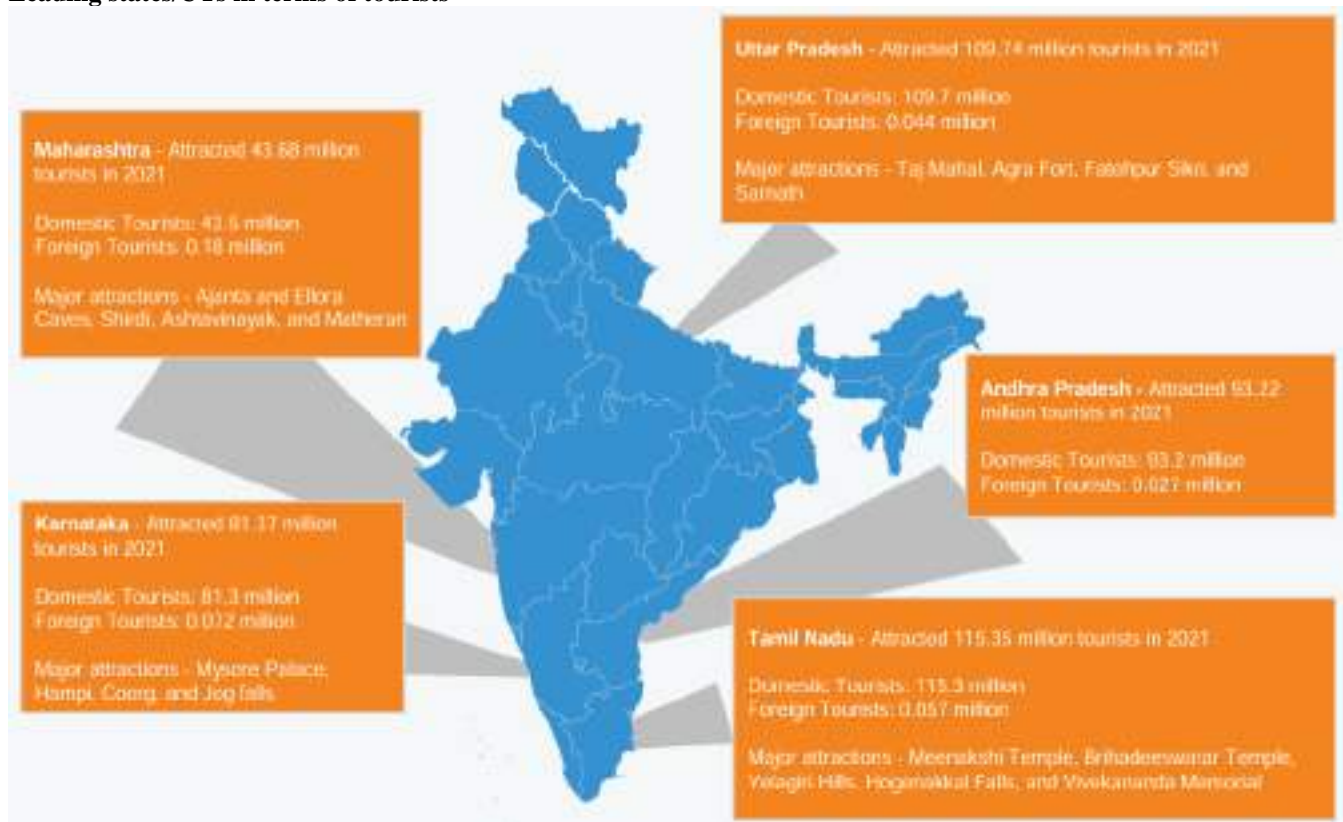 Leading states/UTs in terms of tourists
Uttar Pradesh - Attracted 109.74 million tourists in 2021
Domestic Tourists: 109.7 million
Foreign Tourists: 0.044 million
Major attractions - Taj Mahal, Agra Fort, Fatehpur Sikri, and
Sarnath
Maharashtra - Attracted 43.68 million
tourists in 2021
Domestic Tourists: 43.5 million
Foreign Tourists: 0.18 million
Major attractions - Ajanta and Ellora
Caves, Shirdi, Ashtavinayak, and Matheran
Andhra Pradesh - Attracted 93.22
million tourists in 2021
Domestic Tourists: 93.2 million
Foreign Tourists: 0.027 million
Karnataka - Attracted 81.37 million
tourists in 2021
Domestic Tourists: 81.3 million
Foreign Tourists: 0.072 million
Major attractions - Mysore Palace,
Hampi, Coorg, and Jog falls
Tamil Nadu - Attracted 115.35 million tourists in 2021
Domestic Tourists: 115.3 million
Foreign Tourists: 0.057 million
Major attractions - Meenakshi Temple, Brihadeeswarar Temple,
Yelagiri Hills, Hogenakkal Falls, and Vivekananda Memorial